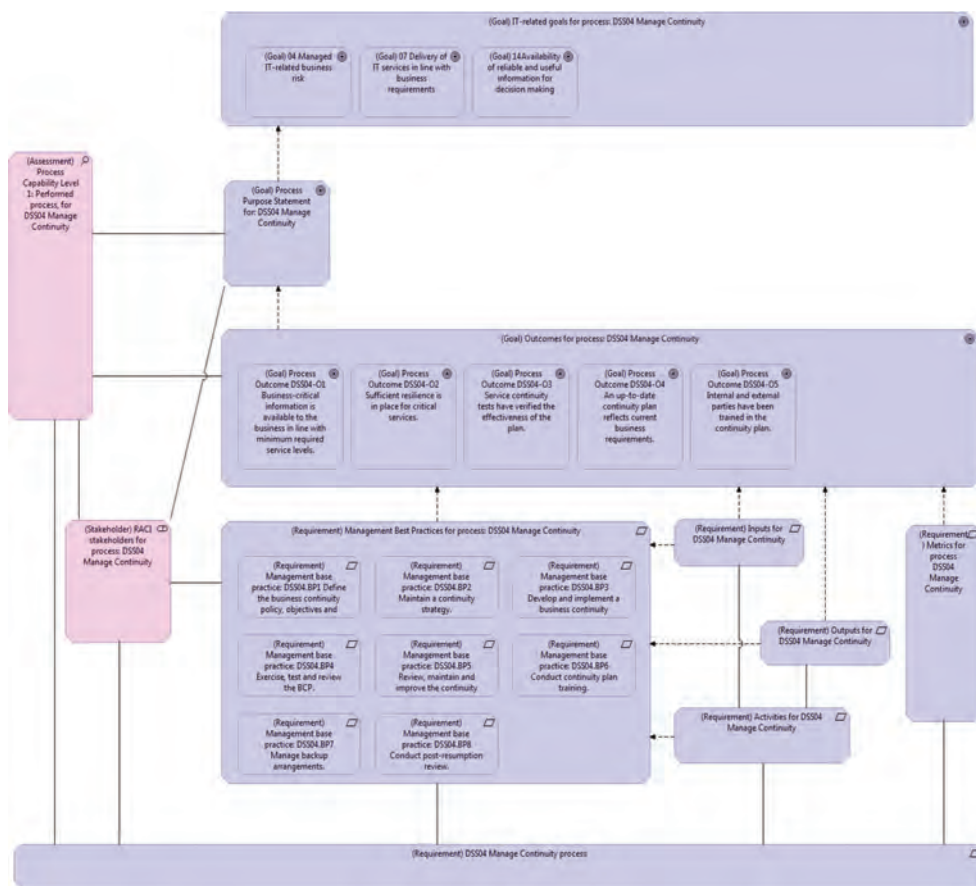 (Goal) IT-related goals for process: DSS04 Manage Continuity
(Goal) 04 Managed
IT-related business
risk
(Goal) 07 Delivery of
IT services in line with
business
requirements
(Goal) 14Availability
of reliable and useful
information for
decision making
(Assessment)
Process
Capability Level
1: Performed
process, for
DSS04 Manage
Continuity
(Goal) Process
Purpose Statement
for: DSS04 Manage
Continuity
(Goal) Outcomes for process: DSS04 Manage Continuity
(Goal) Process
Outcome DSS04-O1
Business-critical
information is
available to the
business in line with
minimum required
service levels.
(Goal) Process
Outcome DSS04-O2
Sufficient resilience is
in place for critical
services.
(Goal) Process
Outcome DSS04-O3
Service continuity
tests have verified the
effectiveness of the
plan.
(Goal) Process
Outcome DSS04-O4
An up-to-date
continuity plan
reflects current
business
requirements.
(Goal) Process
Outcome DSS04-O5
Internal and external
parties have been
trained in the
continuity plan.
(Stakeholder) RACI
stakeholders for
process: DSS04
Manage Continuity
(Requirement) Management Best Practices for process: DSS04 Manage Continuity
(Requirement)
Management base
practice: DSS04.BP1 Define
the business continuity
policy, objectives and
(Requirement)
Management base
practice: DSS04.BP2
Maintain a continuity
strategy.
(Requirement)
Management base
practice: DSS04.BP3
Develop and implement a
business continuity
(Requirement)
Management base
practice: DSS04.BP4
Exercise, test and review
the BCP.
(Requirement)
Management base
practice: DSS04.BP5
Review, maintain and
improve the continuity
(Requirement)
Management base
practice: DSS04.BP6
Conduct continuity plan
training.
(Requirement)
Management base
practice: DSS04.BP7
Manage backup
arrangements.
(Requirement)
Management base
practice: DSS04.BP8
Conduct post-resumption
review.
(Requirement) Inputs for
DSS04 Manage Continuity
(Requirement) Outputs for
DSS04 Manage Continuity
(Requirement) Activities for DSS04
Manage Continuity
(Requirement
) Metrics for
process
DSS04
Manage
Continuity
(Requirement) DSS04 Manage Continuity process